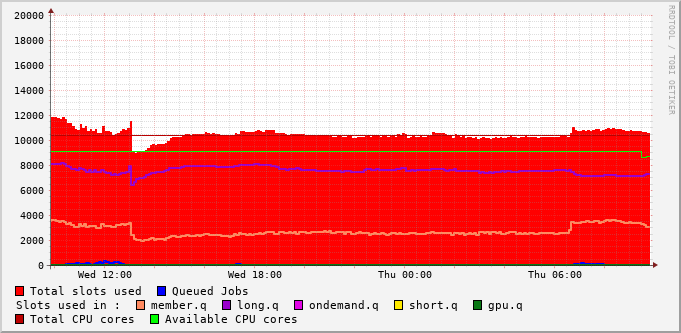 20000
18000
16000
14000
12000
10000
8000
6000
4000
2000
0
Wed 12:00 Wed 18:00 Thu 00:00 Thu 06:00
Total slots used Queued Jobs
Slots used in : member.q long.q ondemand.q short.q gpu.q
Total CPU cores Available CPU cores
RRDTOOL / TOBI OETIKER